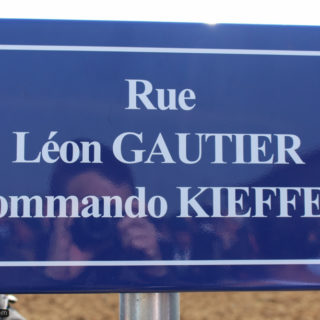 Rue
Léon GAUTIER
ommando KIEFFE